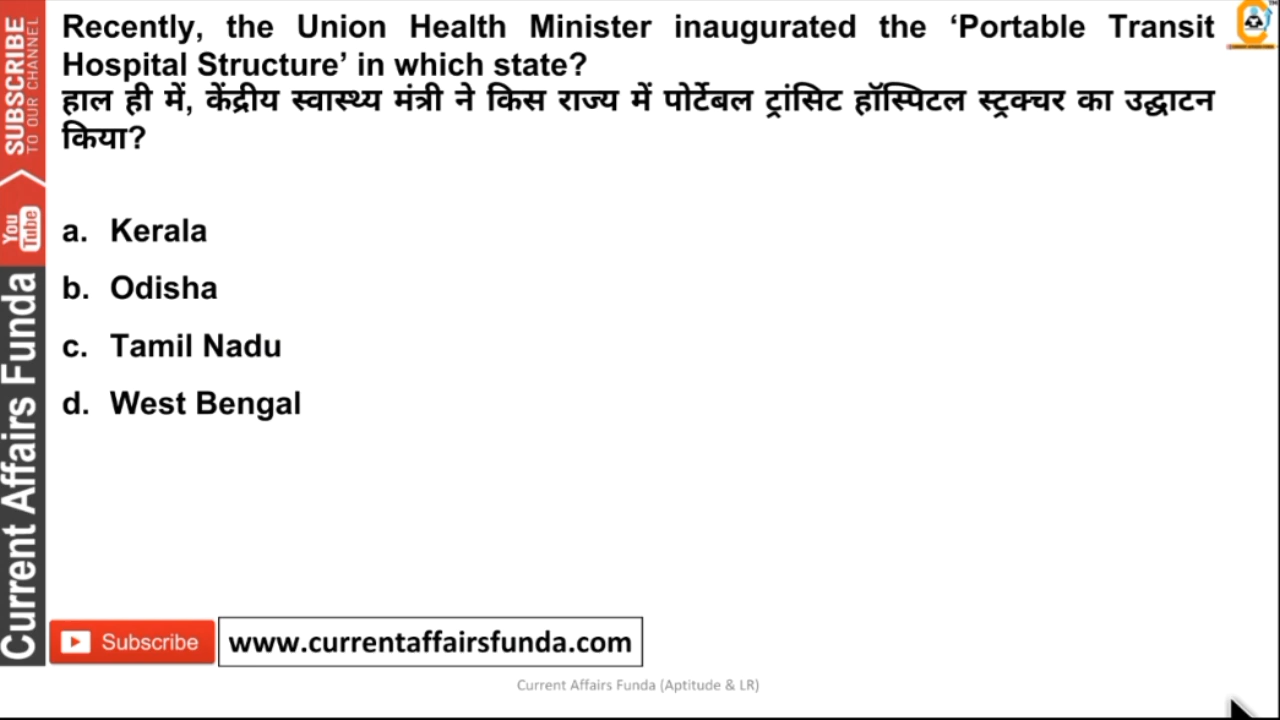 Recently, the Union Health Minister inaugurated the ‘Portable Transit
Hospital Structure’ in which state?
हाल ही में, केंद्रीय स्वास्थ्य मंत्री ने किस राज्य में पोर्टेबल ट्रांसिट हॉस्पिटल स्ट्रक्चर का उद्घाटन
किया?
a. Kerala
b. Odisha
c. Tamil Nadu
d. West Bengal
SUBSCRIBE
TO OUR CHANNEL
You
Tube
Current Affairs Funda
Subscribe
www.currentaffairsfunda.com
Current Affairs Funda (Aptitude & LR)